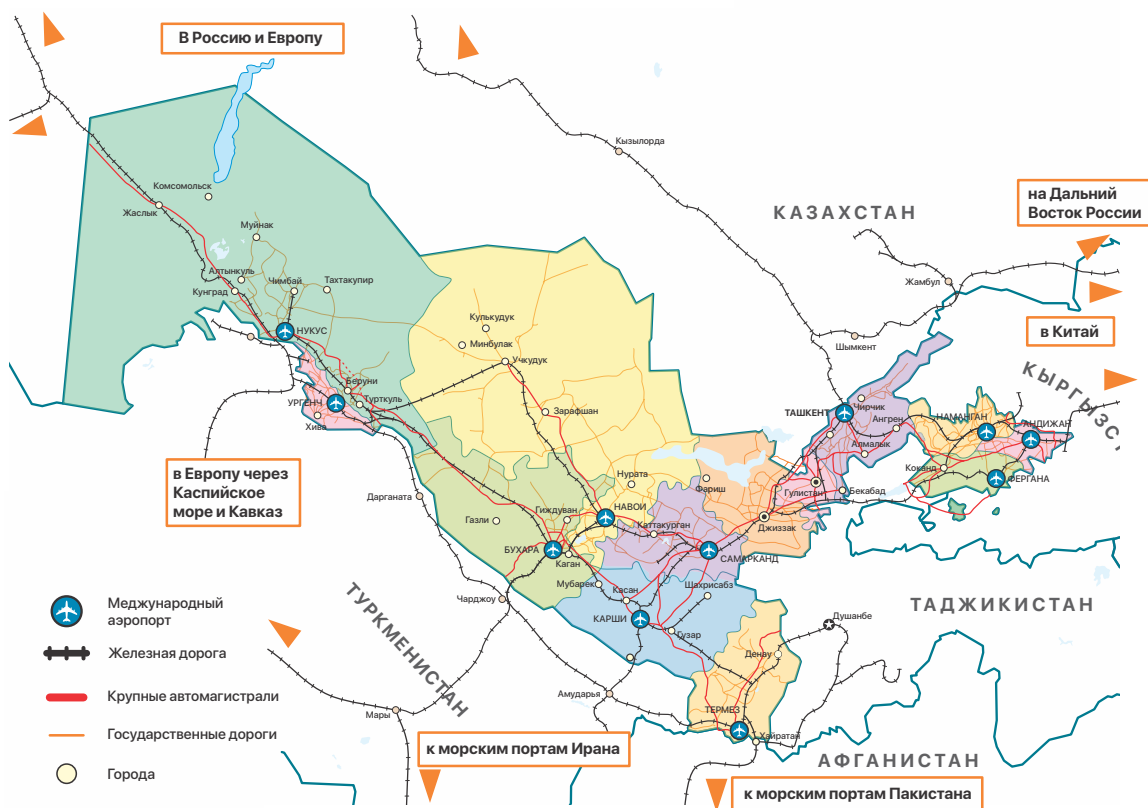 В Россию и Европу
Кызылорда
КАЗАХСТАН
на Дальний
Восток России
Комсомольск
Жаслык
Муйнак
Алтынкуль
Чимбай
Тахтакупир
Кунград
НУКУС
Жамбул
в Китай
Кулькудук
Минбулак
Учкудук
Шымкент
КЫРГЫЗС
Беруни
УРГЕНЧ
Турткуль
Хива
Зарафшан
ТАШКЕНТ
Чирчик
Ангрен
Алмалык
НАМАНГАН
АНДИЖАН
Коканд
ФЕРГАНА
в Европу через
Каспийское
море и Кавказ
Дарганата
Нурата
Фариш
Гулистан
Бекабад
Газли
Гиждуван
НАВОИ
Каттакурган
Джиззак
БУХАРА
Каган
САМАРКАНД
Мубарек
Касан
Шахрисабз
Чарджоу
ТУРКМЕНИСТАН
КАРШИ
Гузар
Душанбе
ТАДЖИКИСТАН
Денау
Амударья
Мары
ТЕРМЕЗ
Хайратан
АФГАНИСТАН
к морским портам Ирана
к морским портам Пакистана
Меджународный
аэропорт
Железная дорога
Крупные автомагистрали
Государственные дороги
Города